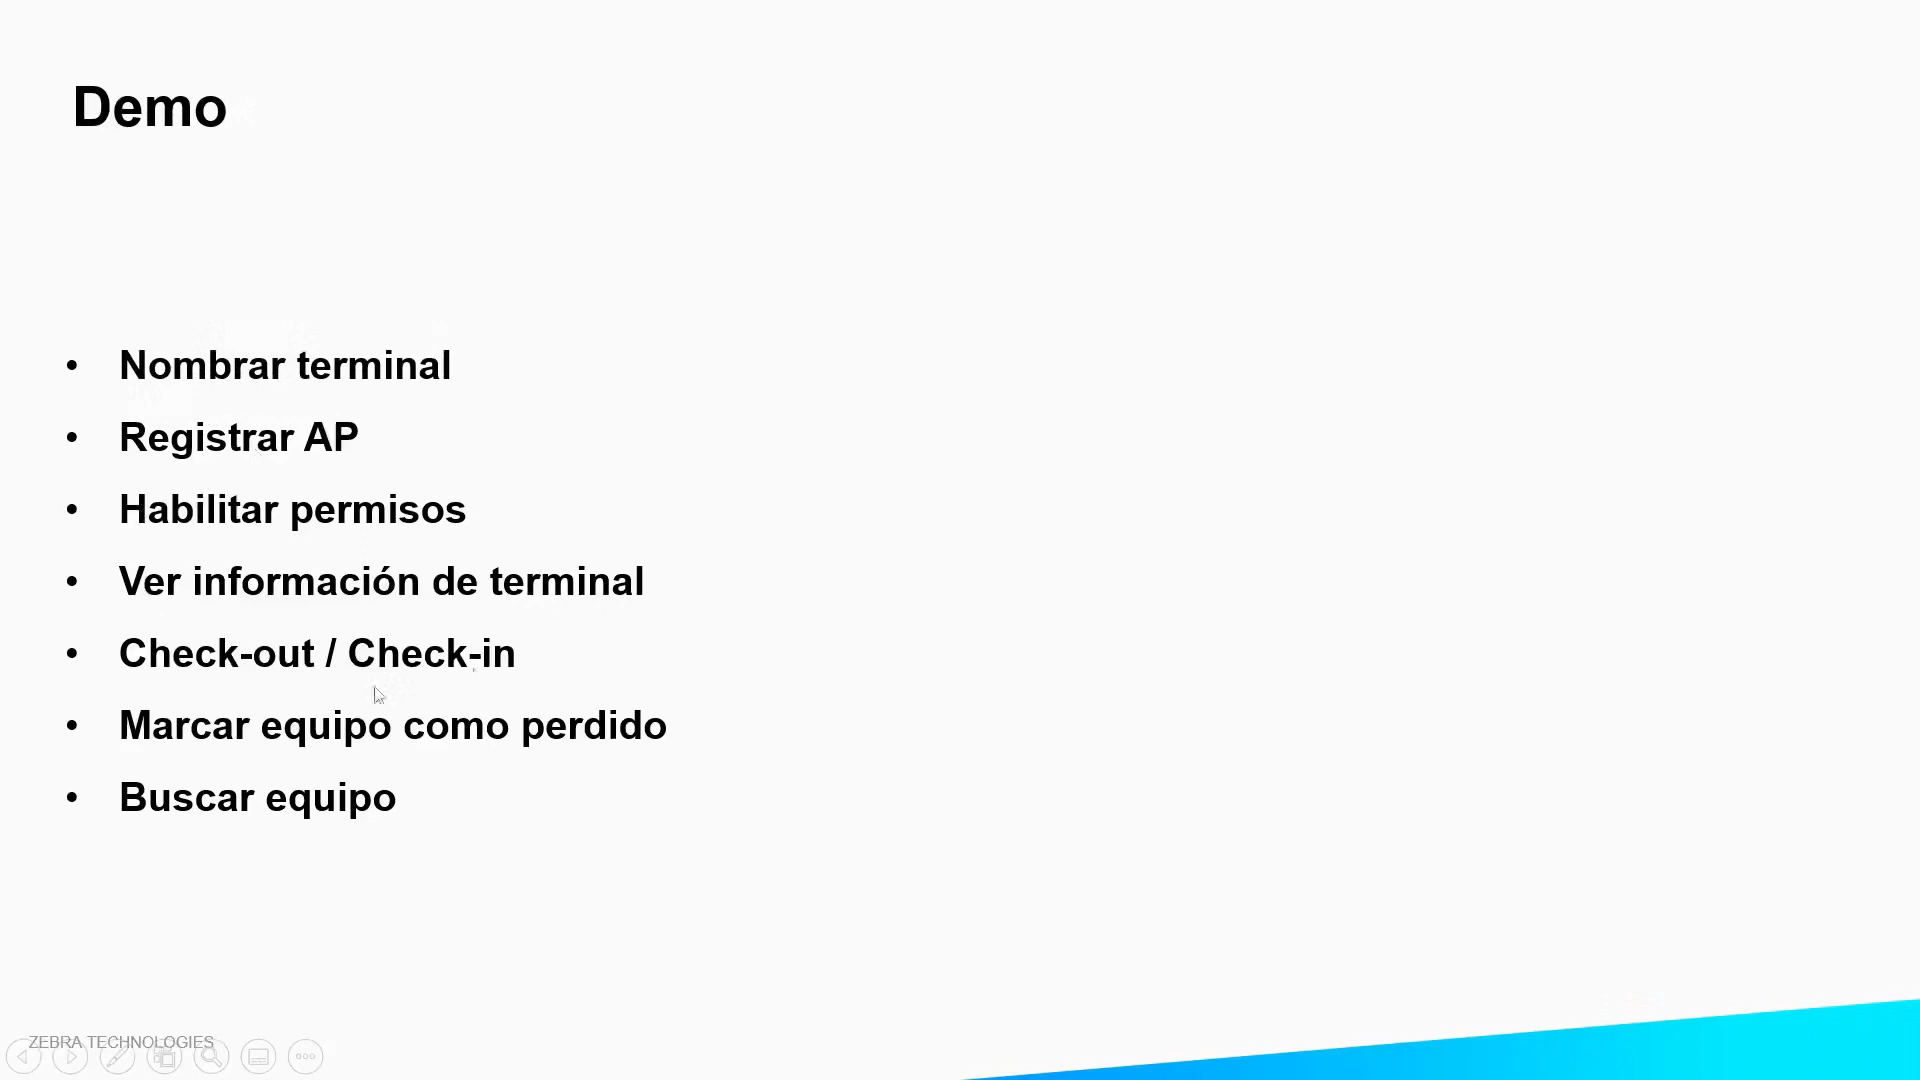 Demo
• Nombrar terminal
• Registrar AP
• Habilitar permisos
• Ver información de terminal
• Check-out / Check-in
• Marcar equipo como perdido
• Buscar equipo
ZEBRA TECHNOLOGIES